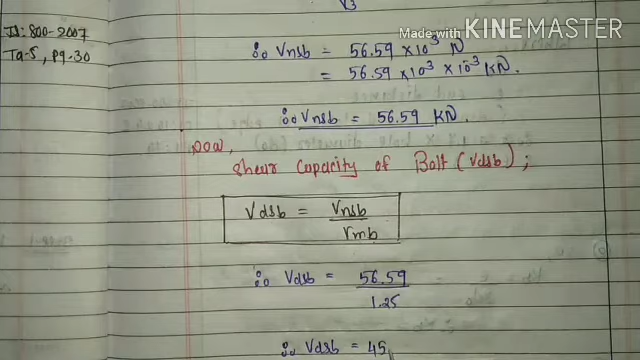 Made with KINEMASTER
√3
IS: 800-2007
Ta-5, P9-30
∴ Vnsb = 56.59 × 10³ N
= 56.59 × 10³ × 10⁻³ KN.
∴ Vnsb = 56.59 KN.
Now,
Shear Capacity of Bolt (Vdsb);
Vdsb = Vnsb
γmb
∴ Vdsb = 56.59
1.25
∴ Vdsb = 45